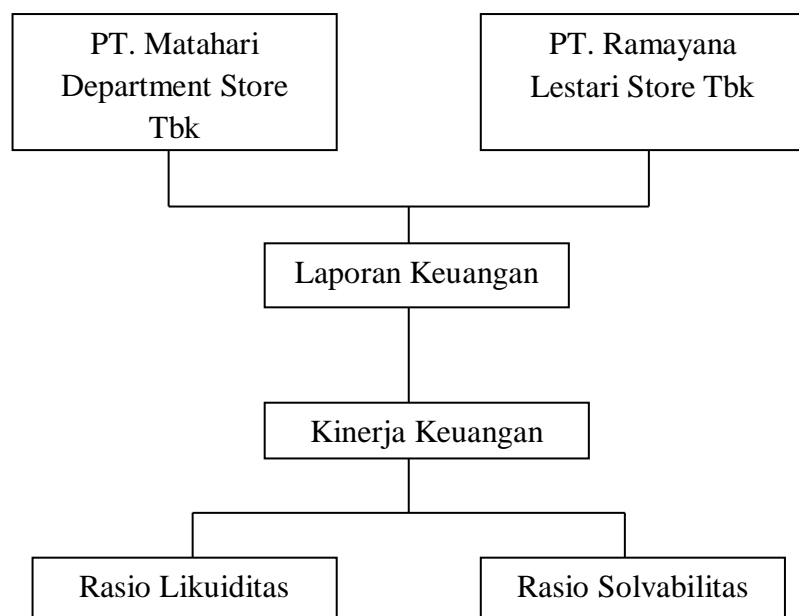 PT. Matahari
Department Store
Tbk
PT. Ramayana
Lestari Store Tbk
Laporan Keuangan
Kinerja Keuangan
Rasio Likuiditas
Rasio Solvabilitas